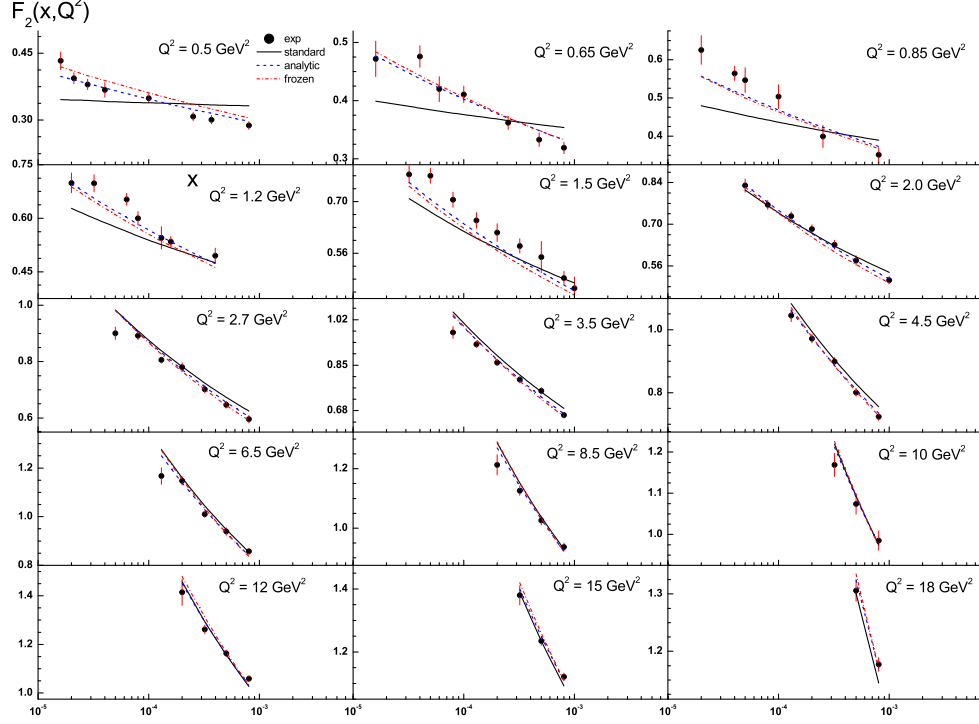 F₂(x,Q²)
Q² = 0.5 GeV²
exp
standard
analytic
frozen
0.45
0.30
Q² = 0.65 GeV²
0.5
0.4
0.3
Q² = 0.85 GeV²
0.6
0.5
0.4
0.75
0.60
0.45
x
Q² = 1.2 GeV²
0.70
0.56
Q² = 1.5 GeV²
0.84
0.70
0.56
Q² = 2.0 GeV²
1.0
0.8
0.6
Q² = 2.7 GeV²
1.02
0.85
0.68
Q² = 3.5 GeV²
1.0
0.8
Q² = 4.5 GeV²
1.2
1.0
0.8
Q² = 6.5 GeV²
1.2
1.0
Q² = 8.5 GeV²
1.2
1.1
1.0
Q² = 10 GeV²
1.4
1.2
1.0
Q² = 12 GeV²
1.4
1.2
Q² = 15 GeV²
1.3
1.2
Q² = 18 GeV²
10⁻⁵ 10⁻⁴ 10⁻³ 10⁻⁴ 10⁻³ 10⁻⁴ 10⁻³